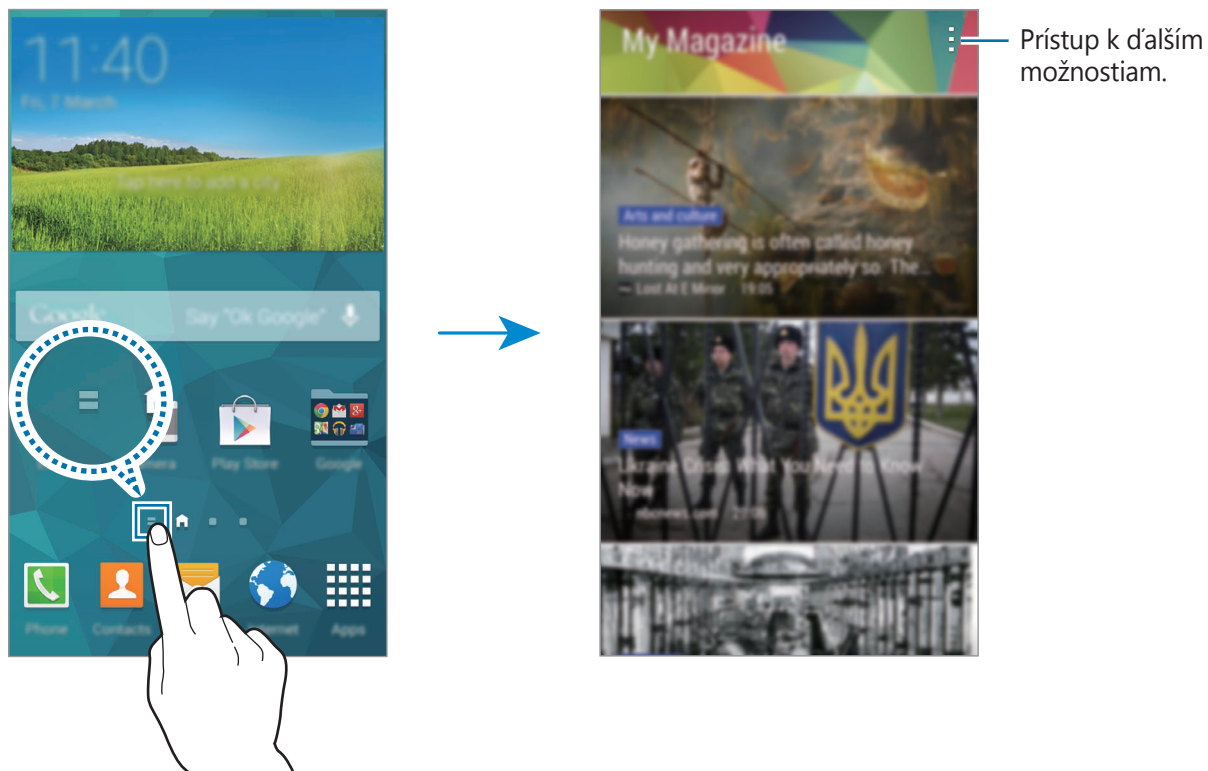 11:40
Fri, 7 March
Tap here to add a city
Google Say "Ok Google"
Play Store
Google
Phone
Contacts
Apps
My Magazine
Prístup k ďalším
možnostiam.
Arts and culture
Honey gathering is often called honey
hunting and very appropriately so. The...
Lost At E Minor 19:05
News
Ukraine Crisis: What You Need to Know
Now
nbcnews.com